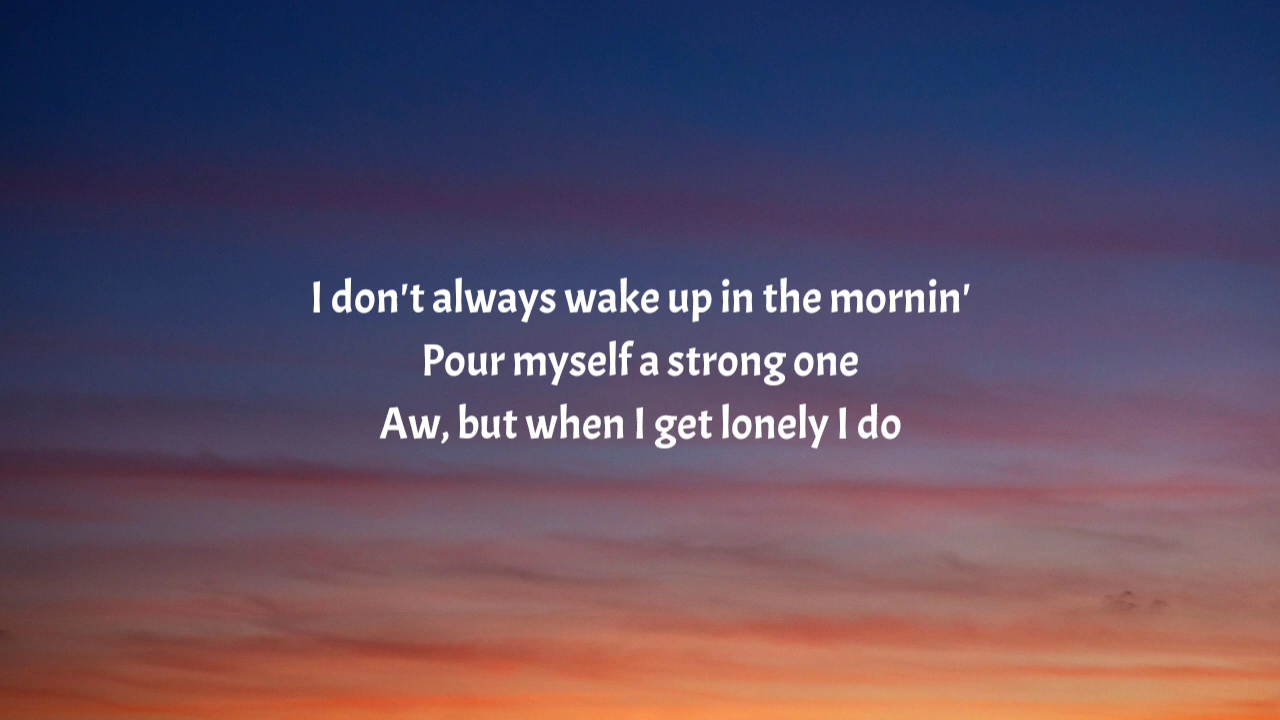 I don't always wake up in the mornin'
Pour myself a strong one
Aw, but when I get lonely I do